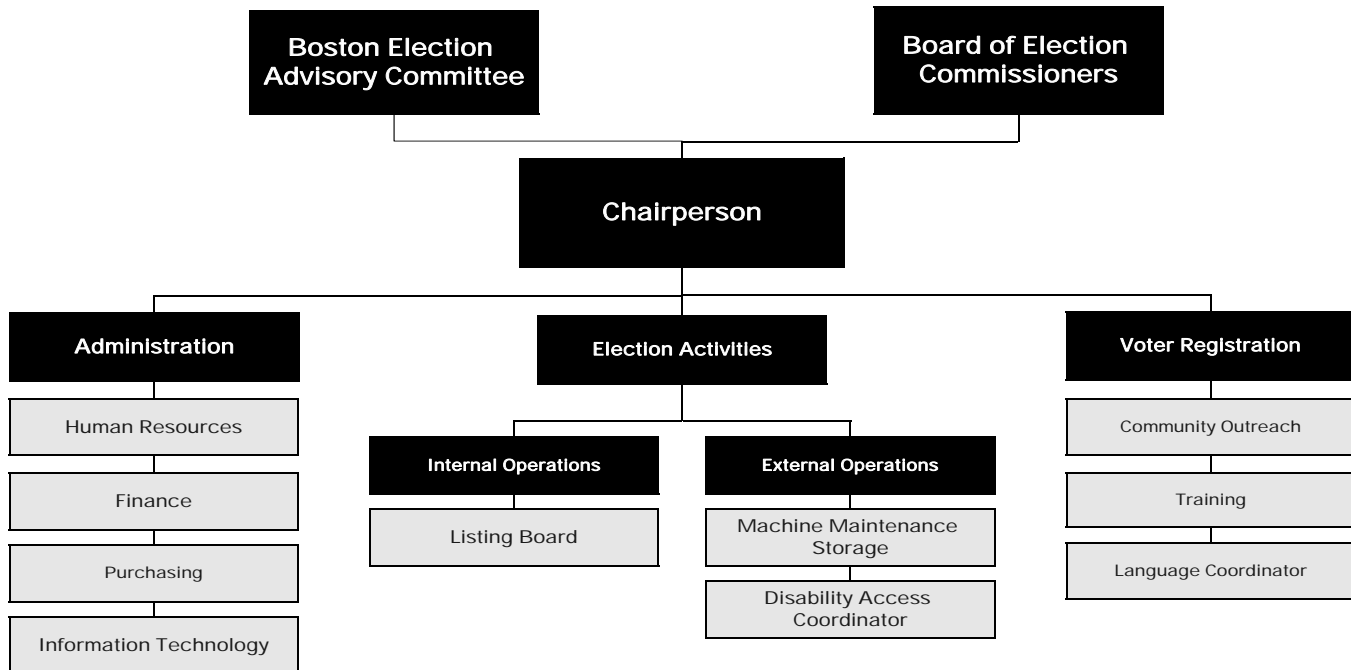 Boston Election
Advisory Committee
Board of Election
Commissioners
Chairperson
Administration
Election Activities
Voter Registration
Human Resources
Finance
Purchasing
Information Technology
Internal Operations
Listing Board
External Operations
Machine Maintenance
Storage
Disability Access
Coordinator
Community Outreach
Training
Language Coordinator